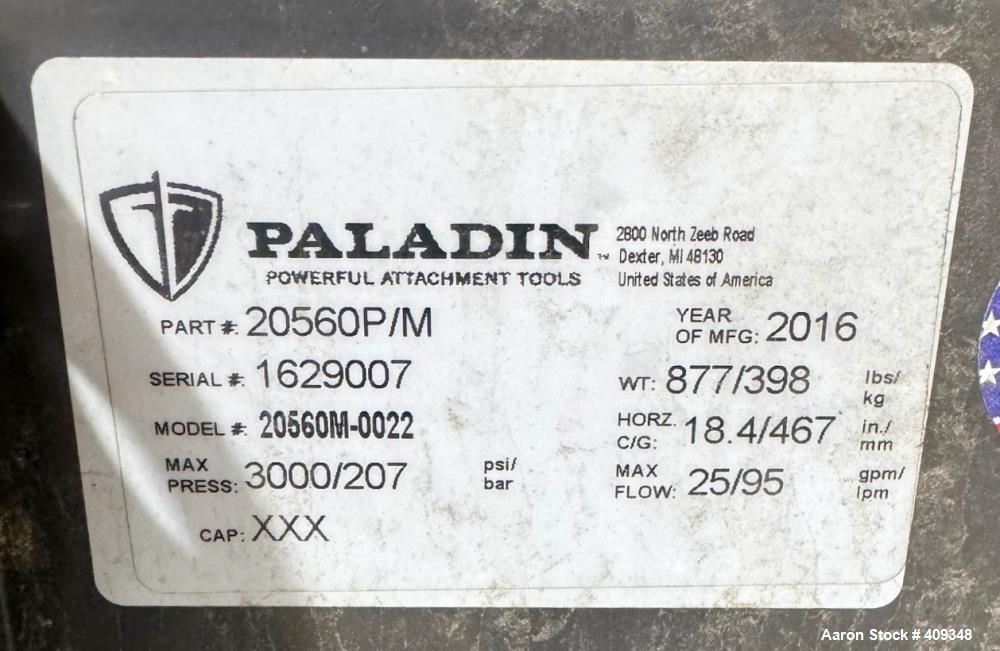 PALADIN™
POWERFUL ATTACHMENT TOOLS
2800 North Zeeb Road
Dexter, MI 48130
United States of America
PART #: 20560P/M
YEAR OF MFG: 2016
SERIAL #: 1629007
WT: 877/398 lbs/kg
MODEL #: 20560M-0022
HORZ. C/G: 18.4/467 in./mm
MAX PRESS: 3000/207 psi/bar
MAX FLOW: 25/95 gpm/lpm
CAP: XXX
Aaron Stock # 409348